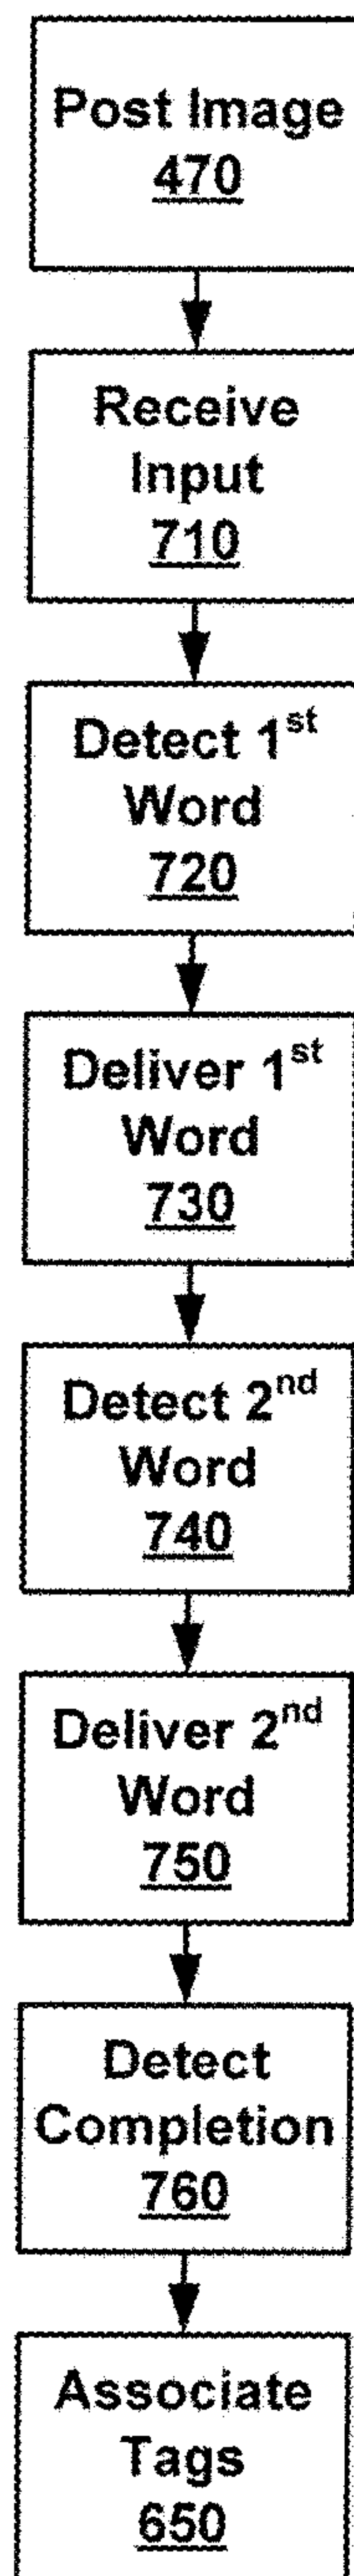 Post Image
470
Receive
Input
710
Detect 1st
Word
720
Deliver 1st
Word
730
Detect 2nd
Word
740
Deliver 2nd
Word
750
Detect
Completion
760
Associate
Tags
650